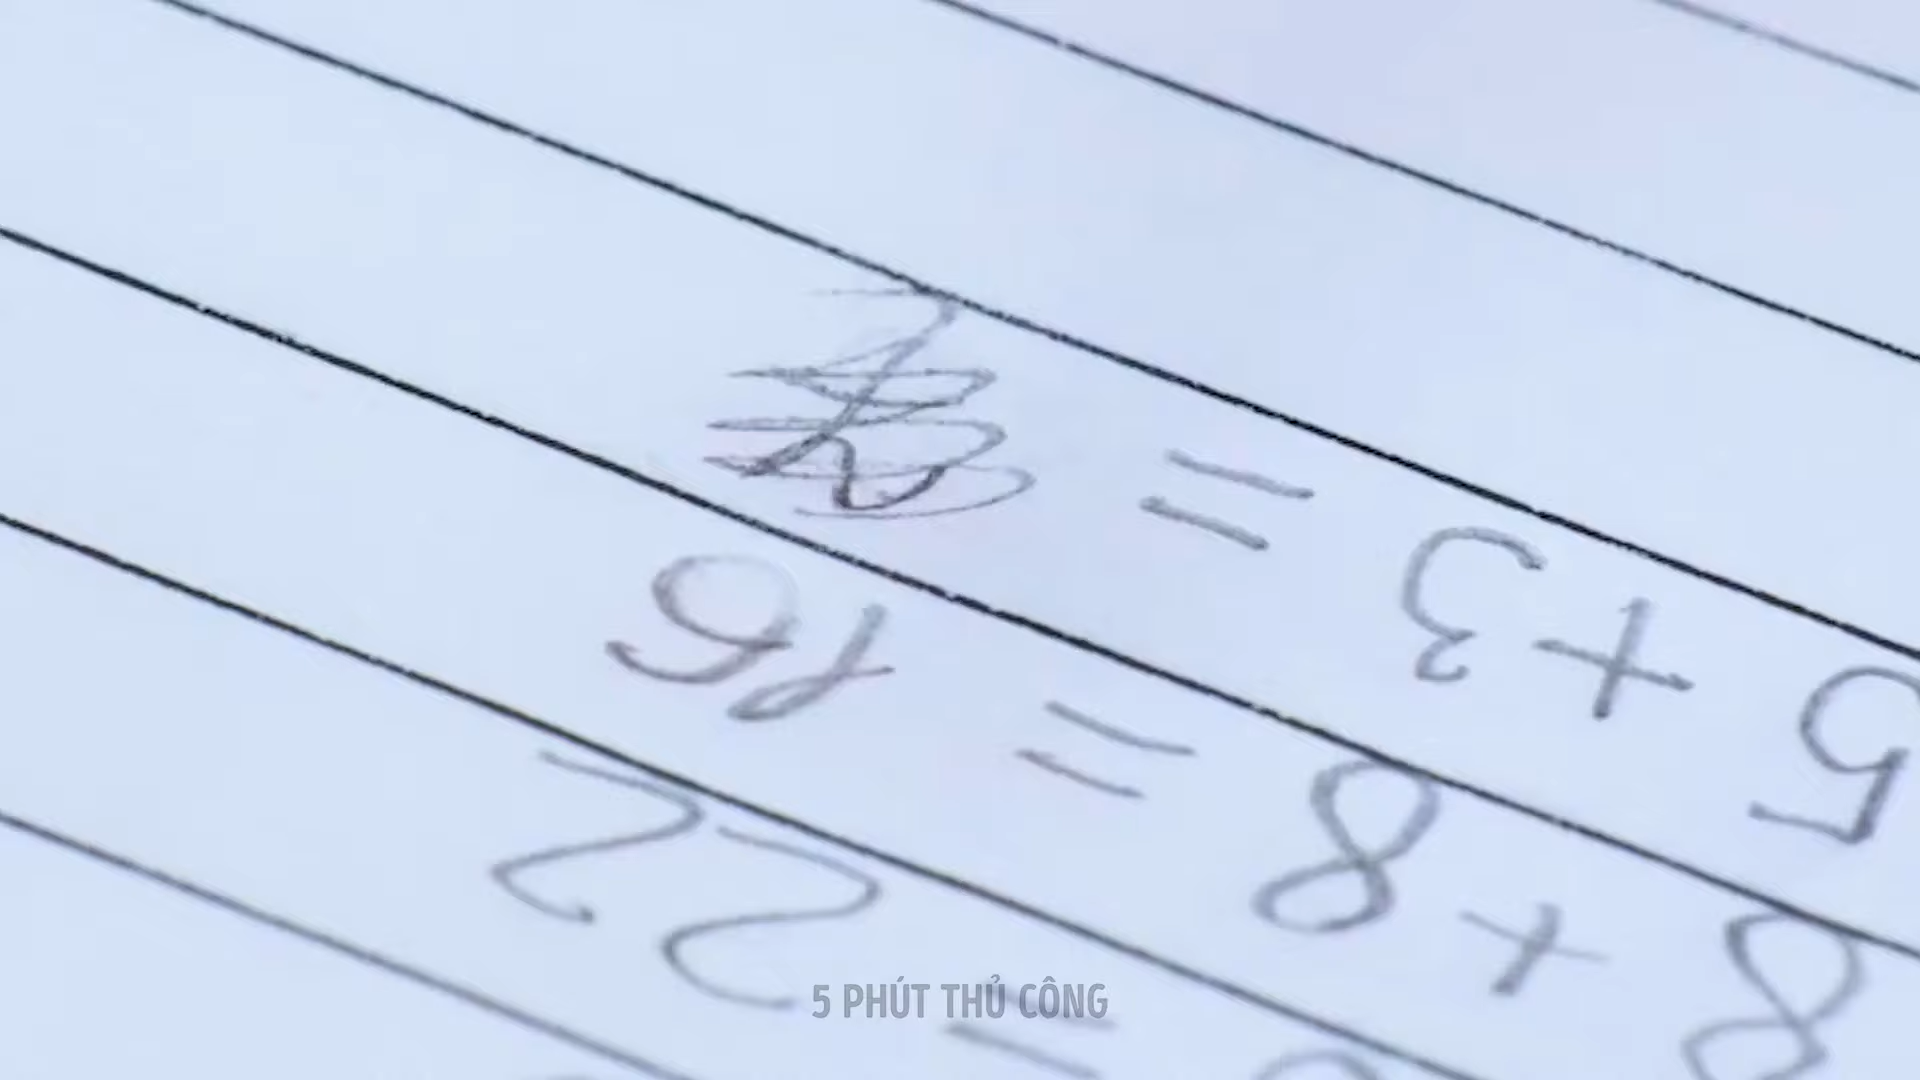 = 22
8 + 8 = 16
5 + 3 =
5 PHÚT THỦ CÔNG